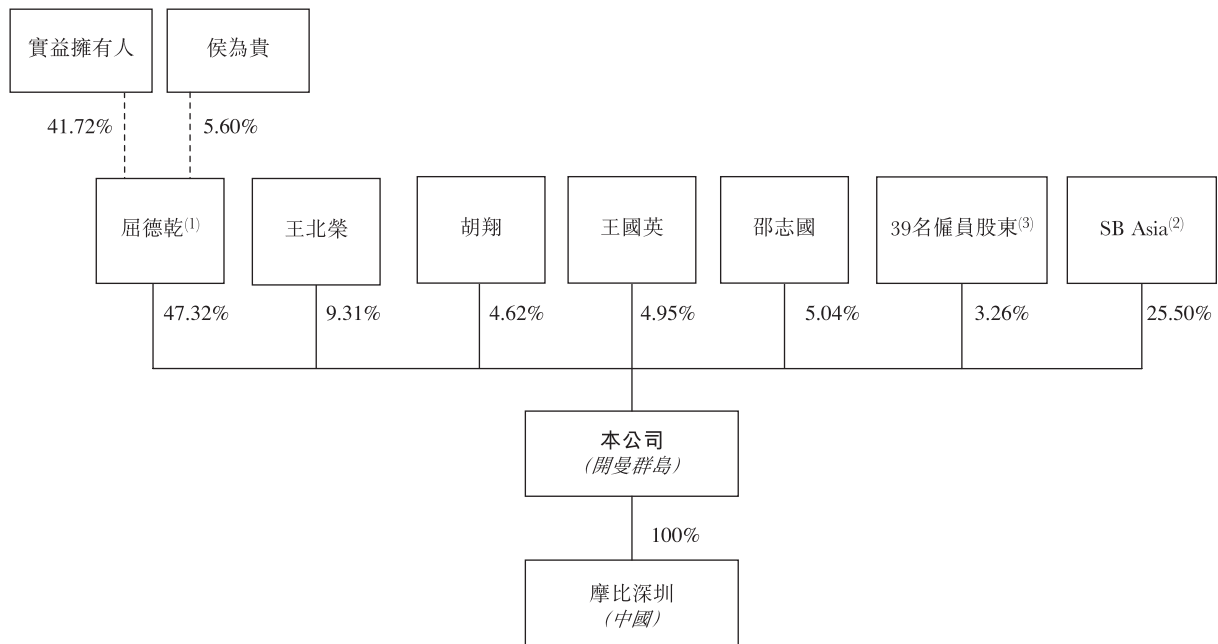 實益擁有人
侯為貴
41.72%
5.60%
屈德乾(1)
王北榮
胡翔
王國英
邵志國
39名僱員股東(3)
SB Asia(2)
47.32%
9.31%
4.62%
4.95%
5.04%
3.26%
25.50%
本公司
（開曼群島）
100%
摩比深圳
（中國）